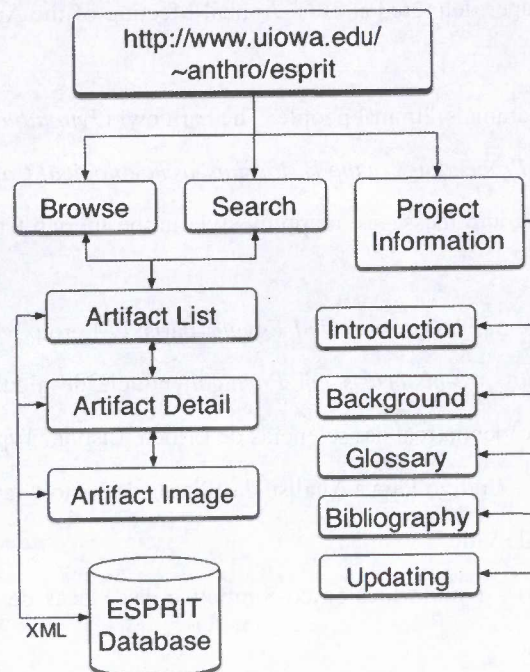 http://www.uiowa.edu/
~anthro/esprit
Browse
Search
Project
Information
Artifact List
Artifact Detail
Artifact Image
ESPRIT
Database
XML
Introduction
Background
Glossary
Bibliography
Updating